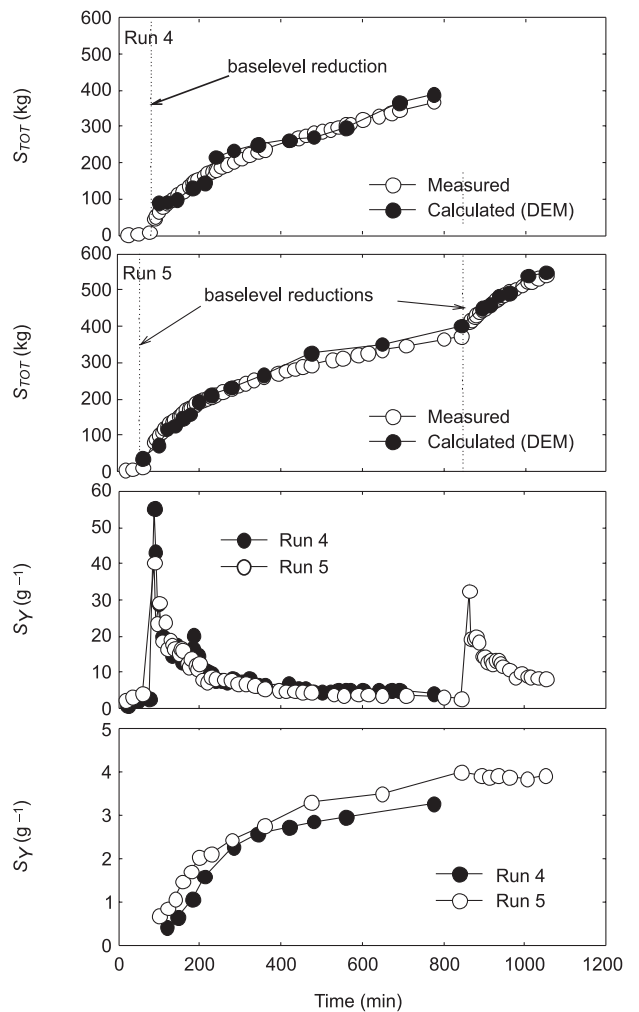 600
Run 4
500
baselevel reduction
400
S_TOT (kg)
300
200
Measured
100
Calculated (DEM)
0
600
Run 5
500
baselevel reductions
400
S_TOT (kg)
300
200
Measured
100
Calculated (DEM)
0
60
50
Run 4
40
Run 5
S_Y (g⁻¹)
30
20
10
0
5
4
S_Y (g⁻¹)
3
2
Run 4
1
Run 5
0
0 200 400 600 800 1000 1200
Time (min)